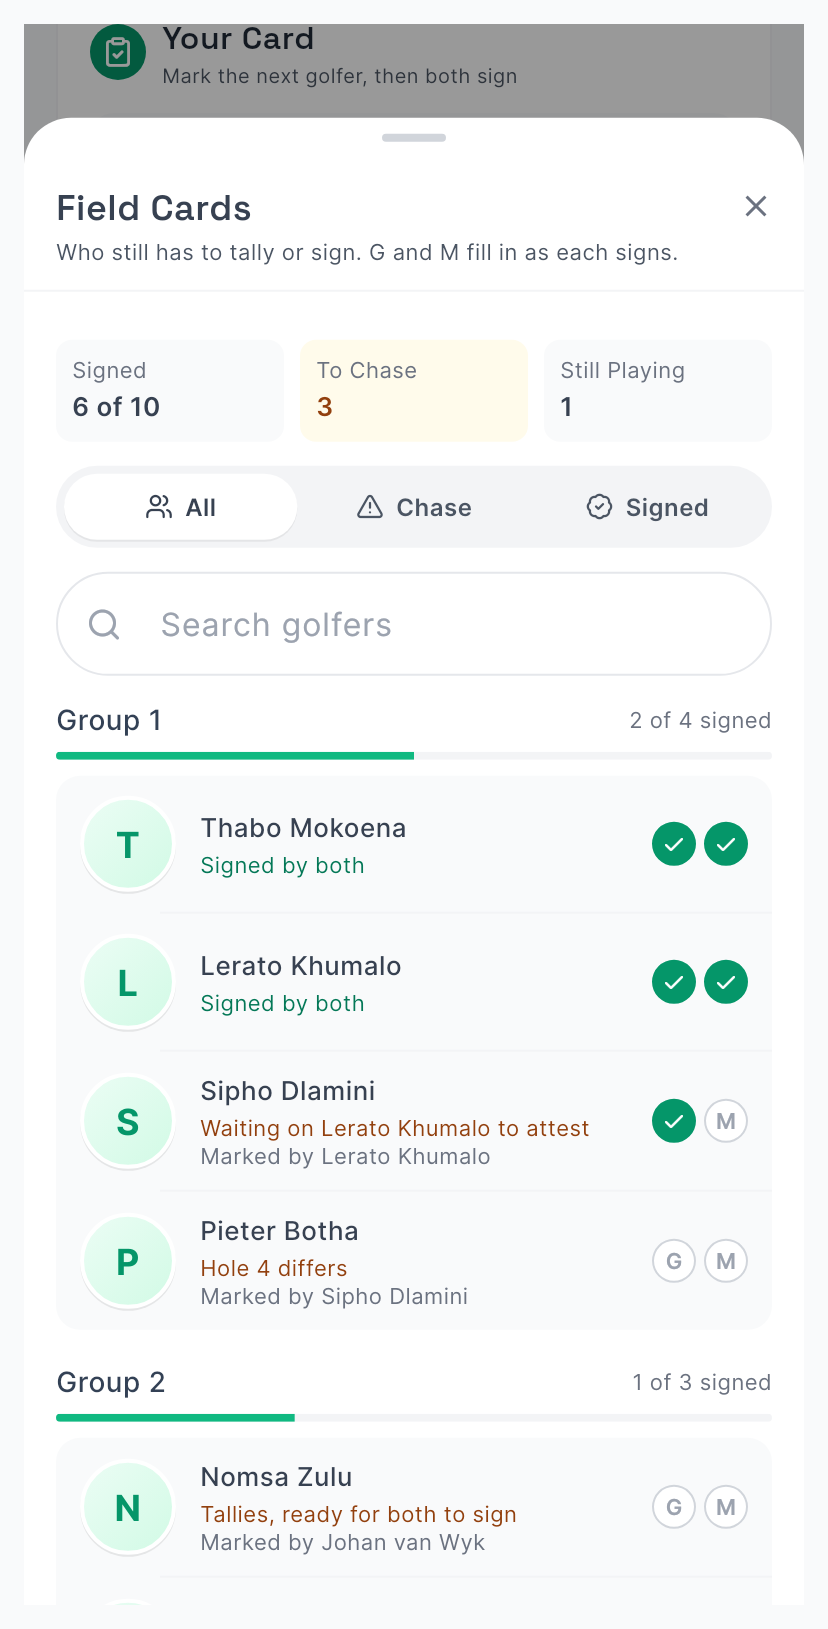 Your Card
Mark the next golfer, then both sign
Field Cards
Who still has to tally or sign. G and M fill in as each signs.
Signed
6 of 10
To Chase
3
Still Playing
1
All
Chase
Signed
Search golfers
Group 1
2 of 4 signed
T
Thabo Mokoena
Signed by both
L
Lerato Khumalo
Signed by both
S
Sipho Dlamini
Waiting on Lerato Khumalo to attest
Marked by Lerato Khumalo
M
P
Pieter Botha
Hole 4 differs
Marked by Sipho Dlamini
G M
Group 2
1 of 3 signed
N
Nomsa Zulu
Tallies, ready for both to sign
Marked by Johan van Wyk
G M